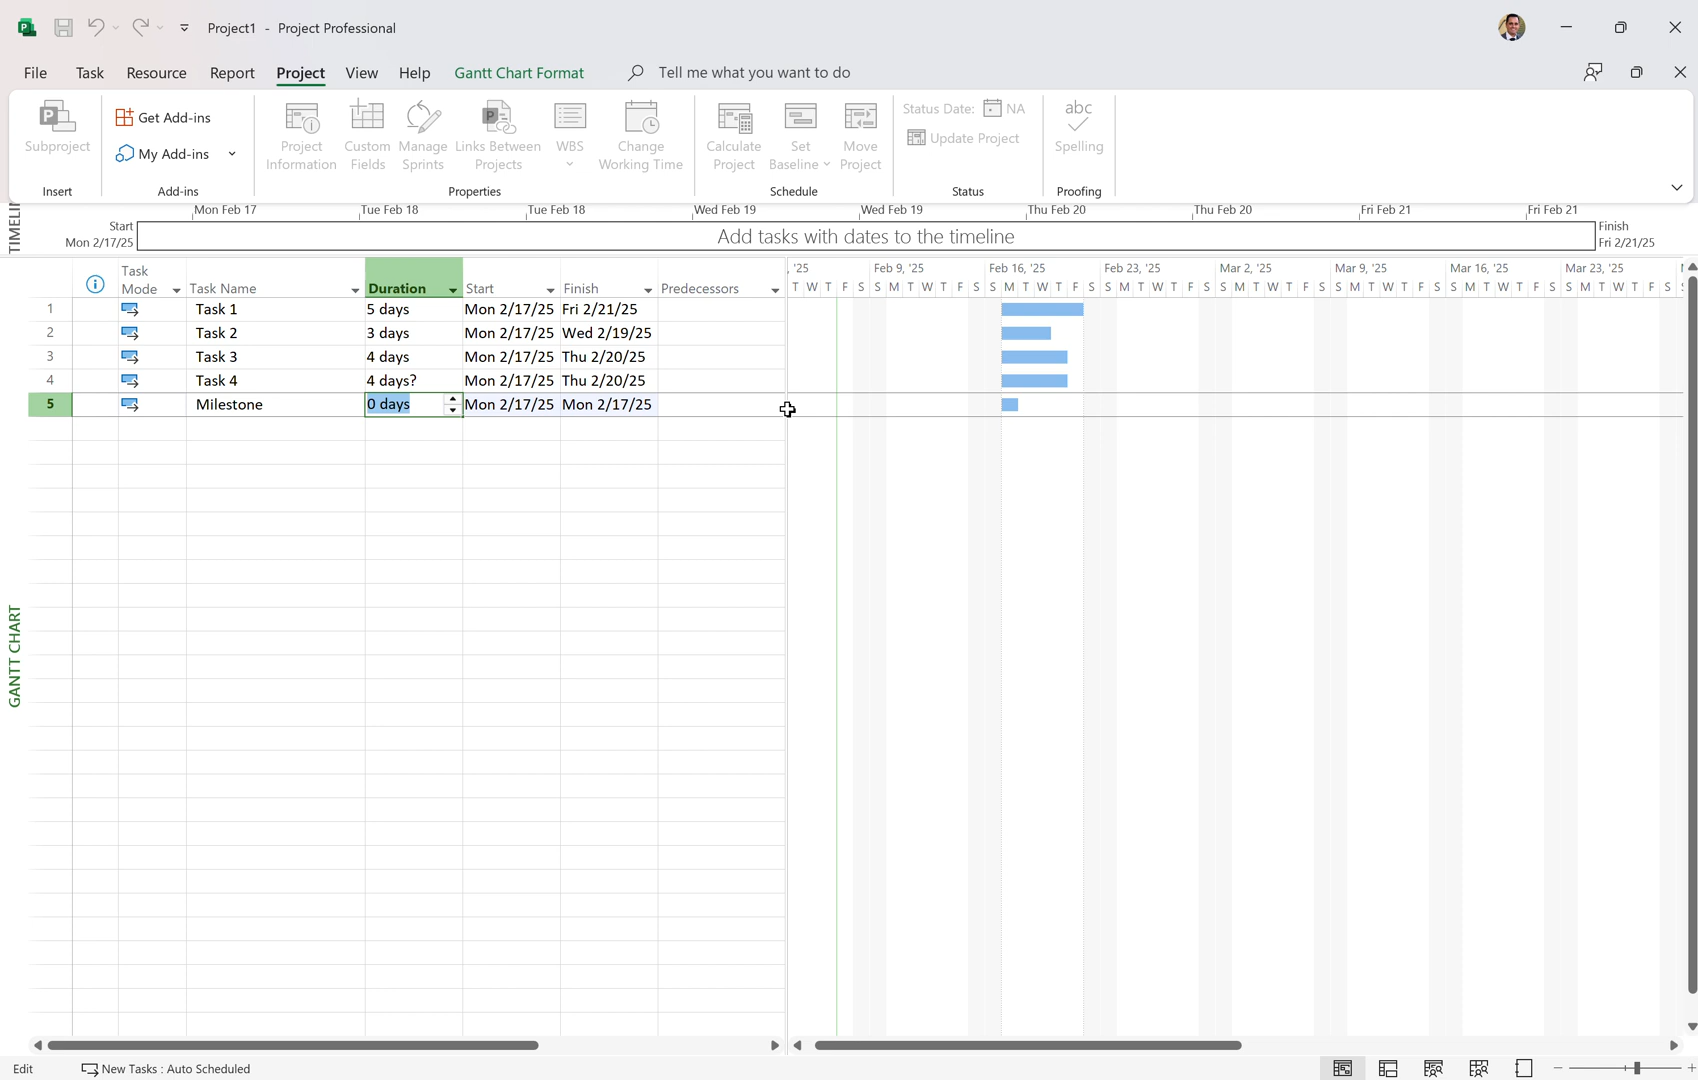 Project1 - Project Professional
File Task Resource Report Project View Help Gantt Chart Format Tell me what you want to do
Subproject
Insert
Get Add-ins
My Add-ins
Add-ins
Project Information
Custom Fields
Manage Sprints
Links Between Projects
WBS
Change Working Time
Properties
Calculate Project
Set Baseline
Move Project
Schedule
Status Date: NA
Update Project
Status
abc
Spelling
Proofing
Mon Feb 17 Tue Feb 18 Tue Feb 18 Wed Feb 19 Wed Feb 19 Thu Feb 20 Thu Feb 20 Fri Feb 21 Fri Feb 21
Start
Mon 2/17/25
Add tasks with dates to the timeline
Finish
Fri 2/21/25
Task Mode Task Name Duration Start Finish Predecessors
, '25 Feb 9, '25 Feb 16, '25 Feb 23, '25 Mar 2, '25 Mar 9, '25 Mar 16, '25 Mar 23, '25
T W T F S S M T W T F S S M T W T F S S M T W T F S S M T W T F S S M T W T F S S M T W T F S S M T W T F S
1 Task 1 5 days Mon 2/17/25 Fri 2/21/25
2 Task 2 3 days Mon 2/17/25 Wed 2/19/25
3 Task 3 4 days Mon 2/17/25 Thu 2/20/25
4 Task 4 4 days? Mon 2/17/25 Thu 2/20/25
5 Milestone 0 days Mon 2/17/25 Mon 2/17/25
GANTT CHART
Edit New Tasks : Auto Scheduled